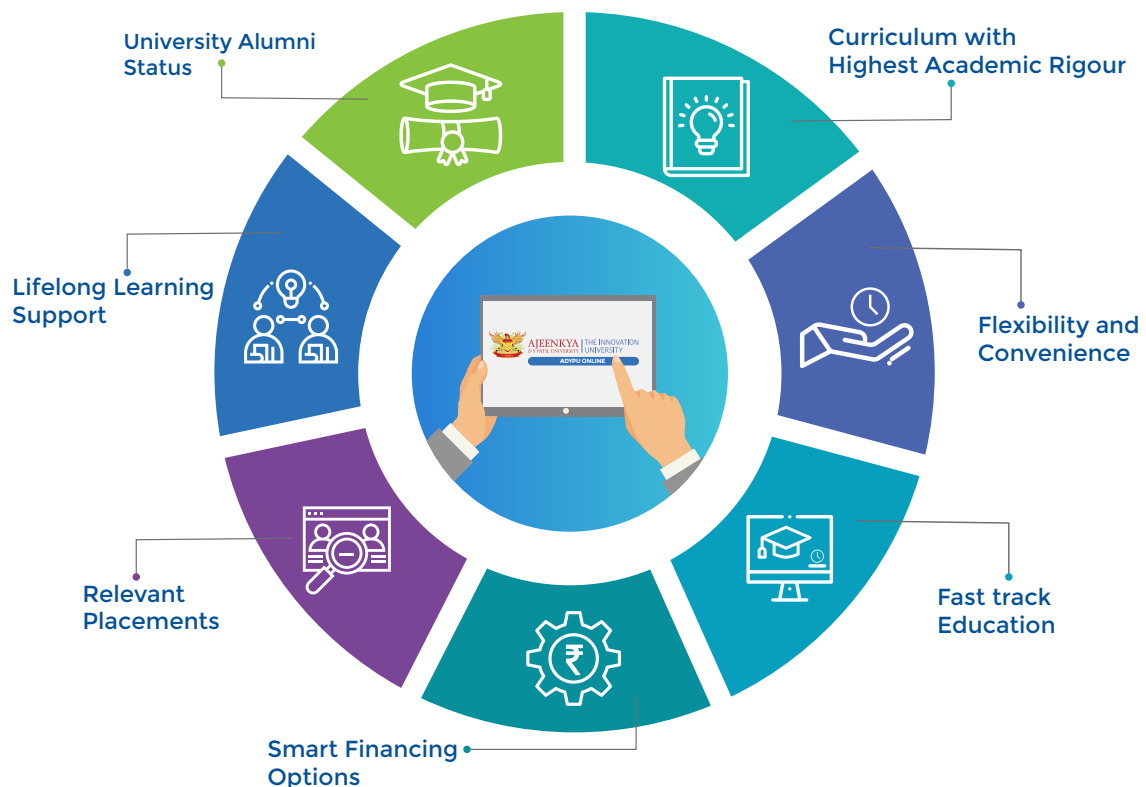 University Alumni
Status
Curriculum with
Highest Academic Rigour
Lifelong Learning
Support
Flexibility and
Convenience
AJEENKYA
D Y PATIL UNIVERSITY
THE INNOVATION
UNIVERSITY
ADYPU ONLINE
Relevant
Placements
Fast track
Education
₹
Smart Financing
Options